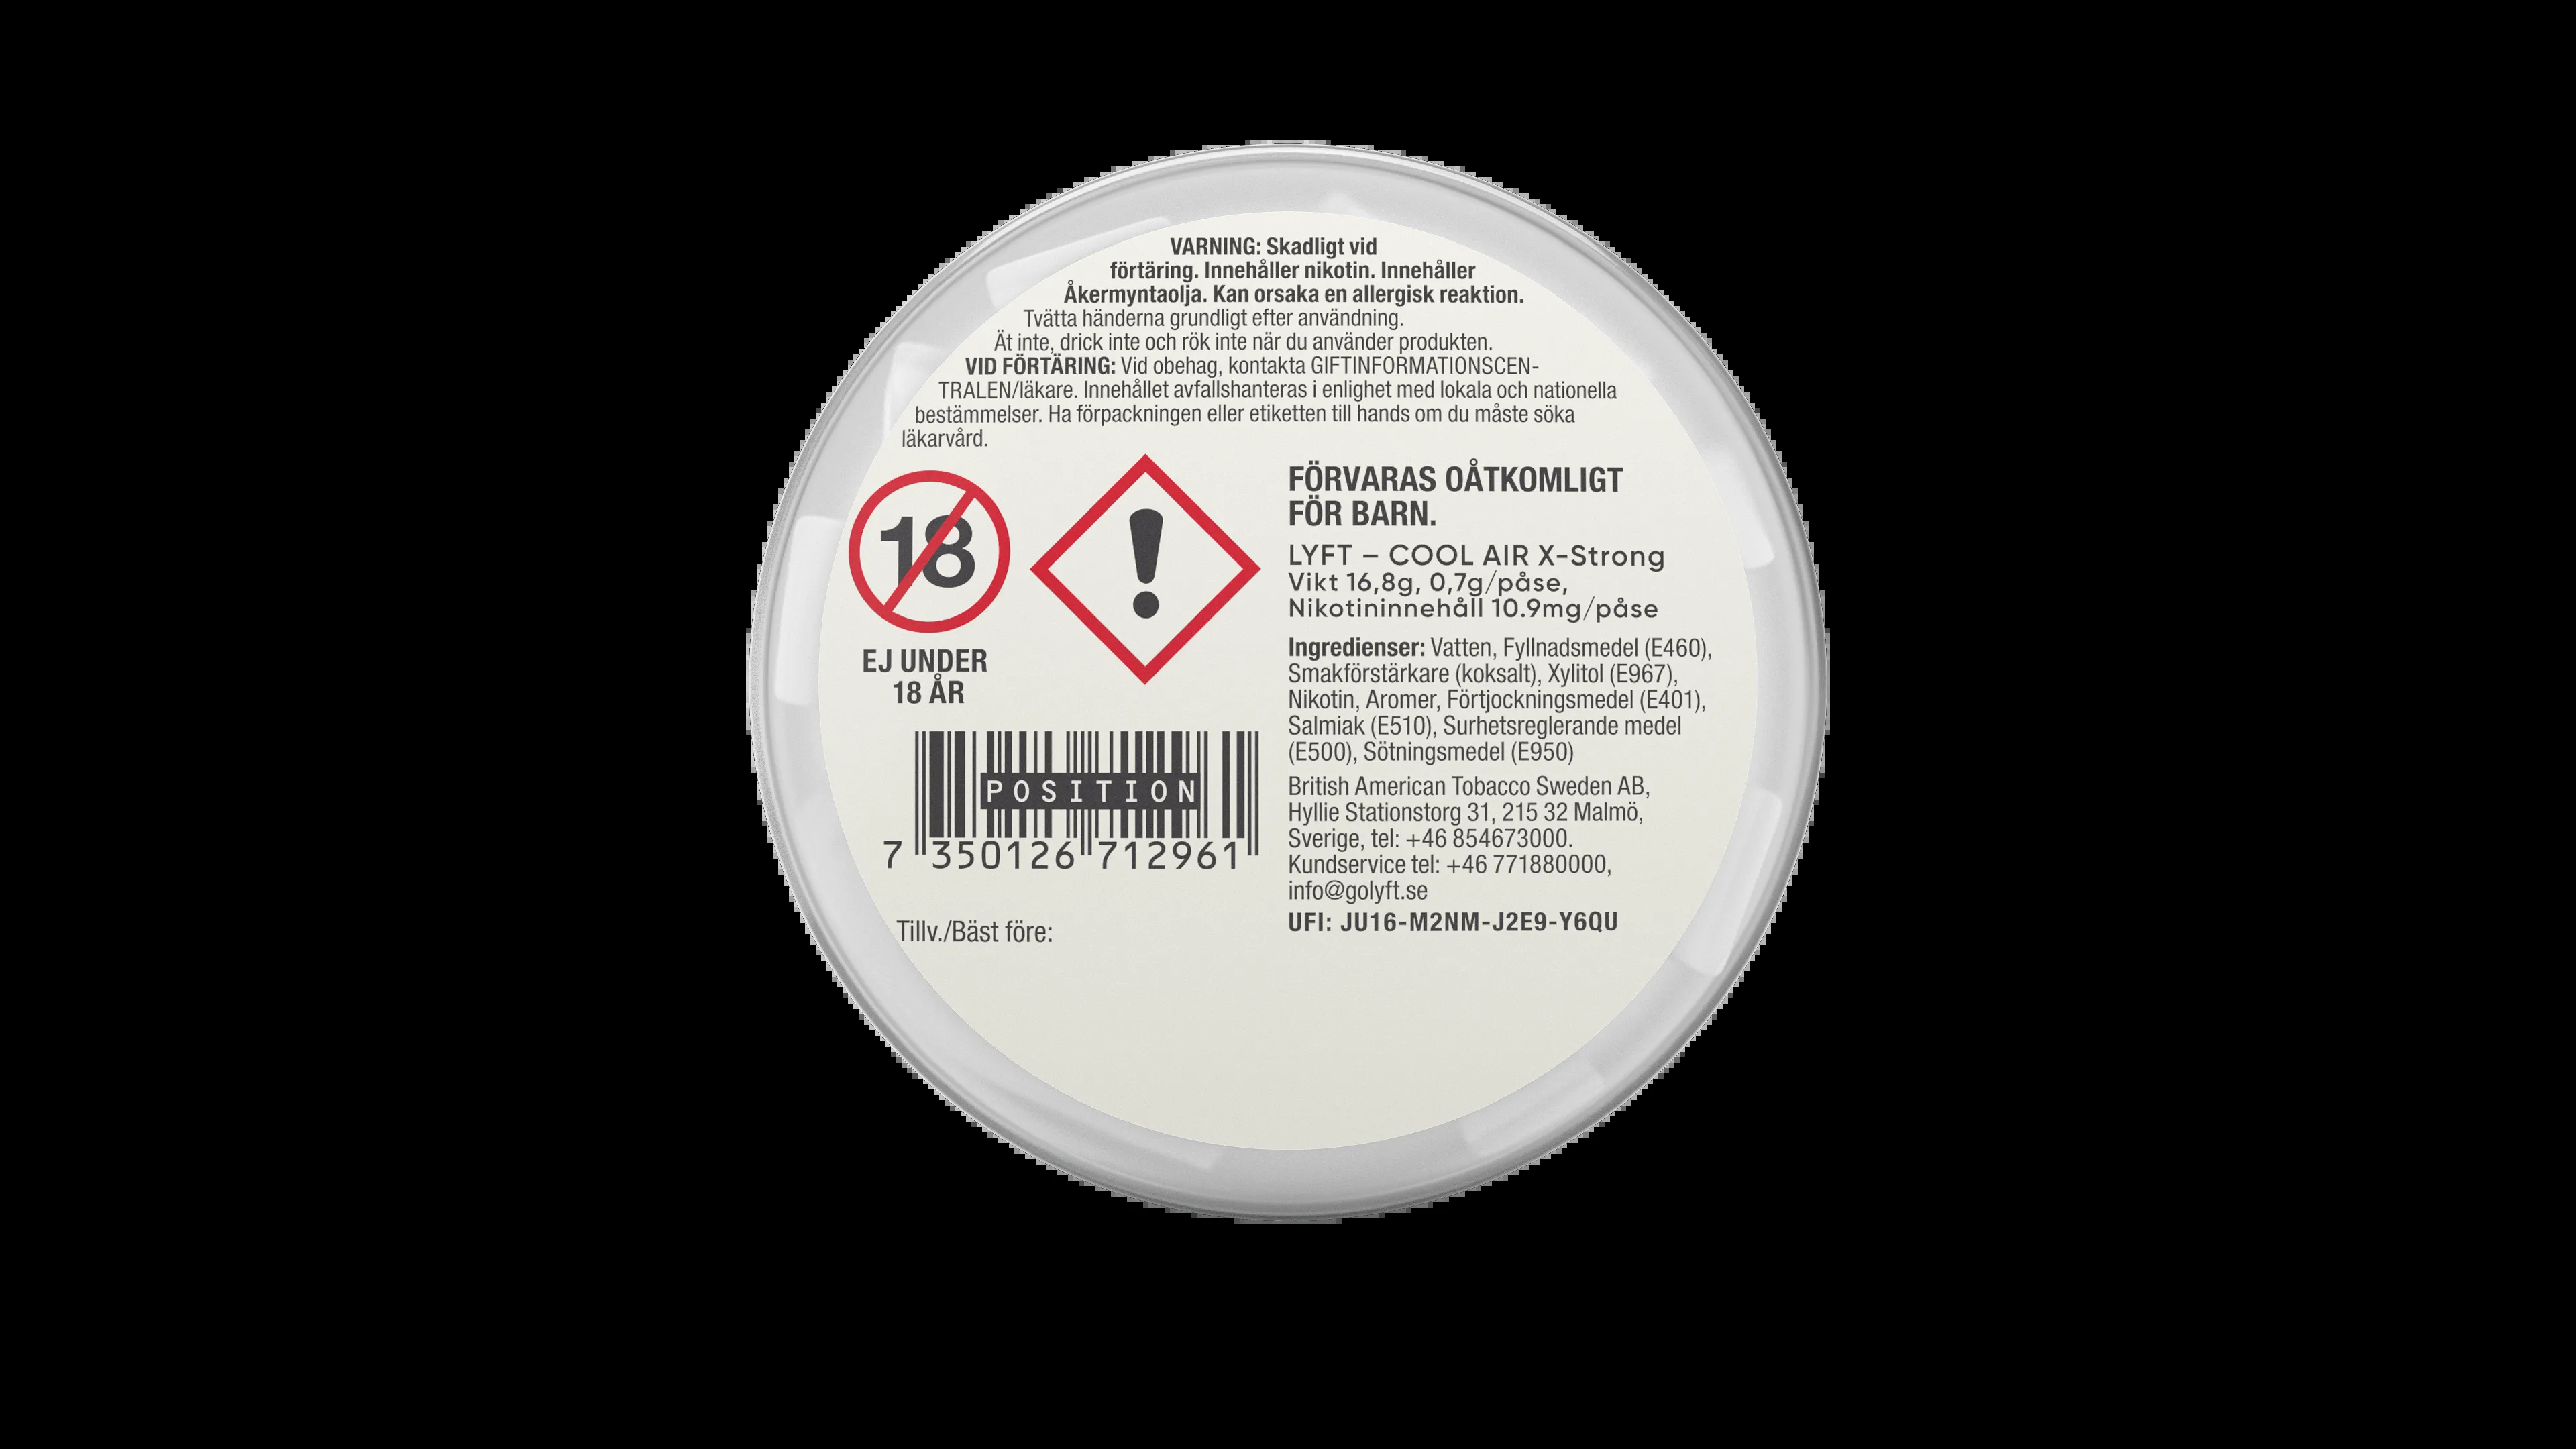 VARNING: Skadligt vid
förtäring. Innehåller nikotin. Innehåller
Åkermyntaolja. Kan orsaka en allergisk reaktion.
Tvätta händerna grundligt efter användning.
Ät inte, drick inte och rök inte när du använder produkten.
VID FÖRTÄRING: Vid obehag, kontakta GIFTINFORMATIONSCEN-
TRALEN/läkare. Innehållet avfallshanteras i enlighet med lokala och nationella
bestämmelser. Ha förpackningen eller etiketten till hands om du måste söka
läkarvård.
18
EJ UNDER
18 ÅR
!
POSITION
7 350126 712961
Tillv./Bäst före:
FÖRVARAS OÅTKOMLIGT
FÖR BARN.
LYFT – COOL AIR X-Strong
Vikt 16,8g, 0,7g/påse,
Nikotininnehåll 10.9mg/påse
Ingredienser: Vatten, Fyllnadsmedel (E460),
Smakförstärkare (koksalt), Xylitol (E967),
Nikotin, Aromer, Förtjockningsmedel (E401),
Salmiak (E510), Surhetsreglerande medel
(E500), Sötningsmedel (E950)
British American Tobacco Sweden AB,
Hyllie Stationstorg 31, 215 32 Malmö,
Sverige, tel: +46 854673000.
Kundservice tel: +46 771880000,
info@golyft.se
UFI: JU16-M2NM-J2E9-Y6QU